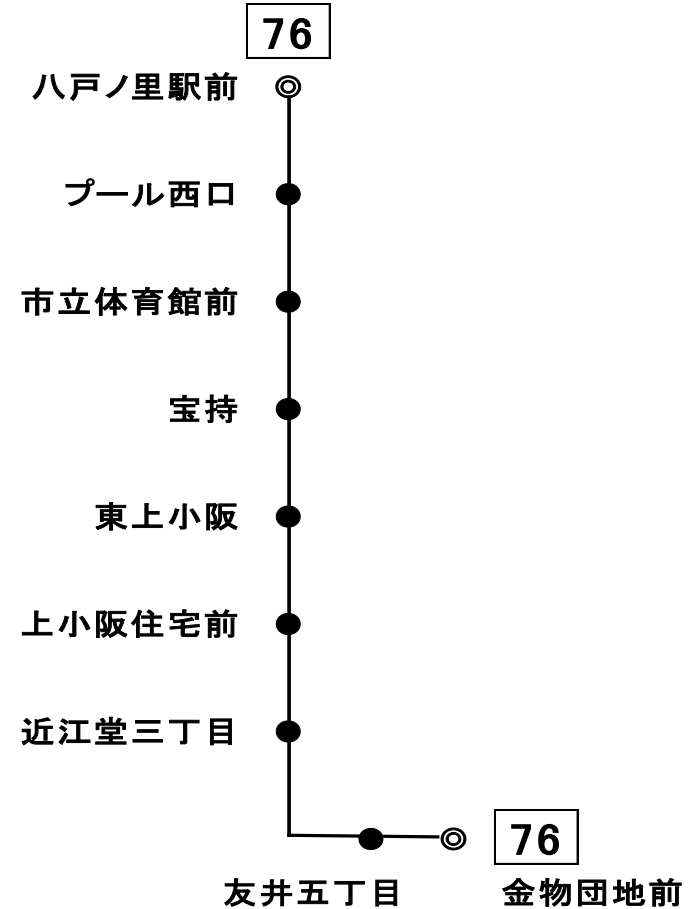 76
八戸ノ里駅前
プール西口
市立体育館前
宝持
東上小阪
上小阪住宅前
近江堂三丁目
76
友井五丁目
金物団地前